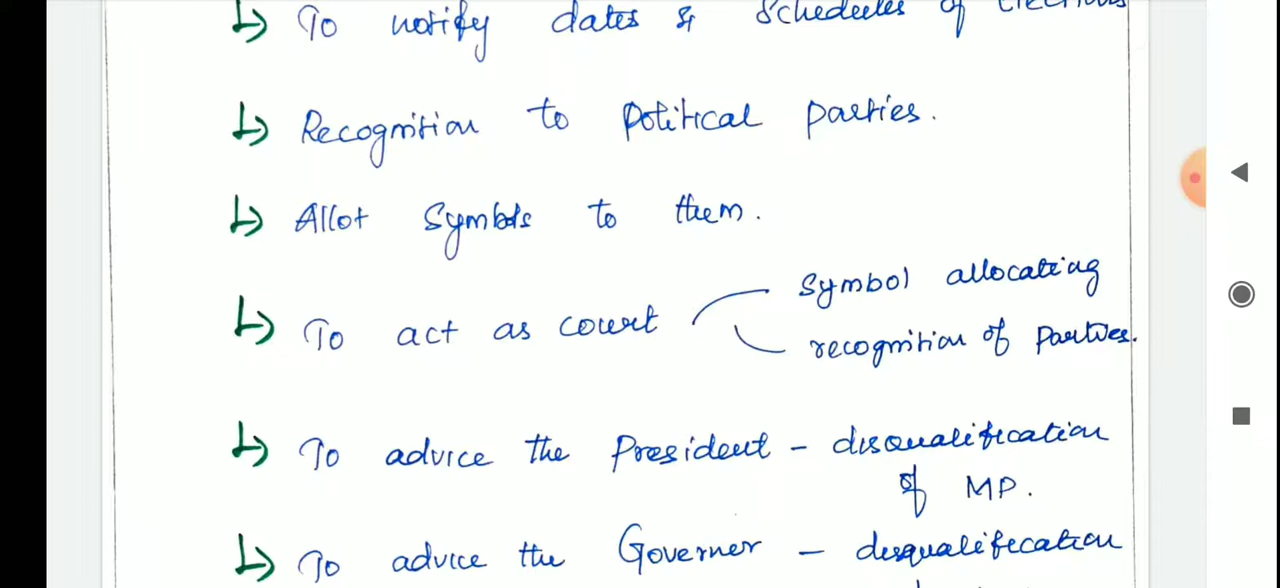 ↳ To notify dates & schedules of Elections
↳ Recognition to political parties.
↳ Allot Symbols to them.
symbol allocating
↳ To act as court
recognition of Parties.
↳ To advice the President - disqualification
of MP.
↳ To advice the Governer - disqualification